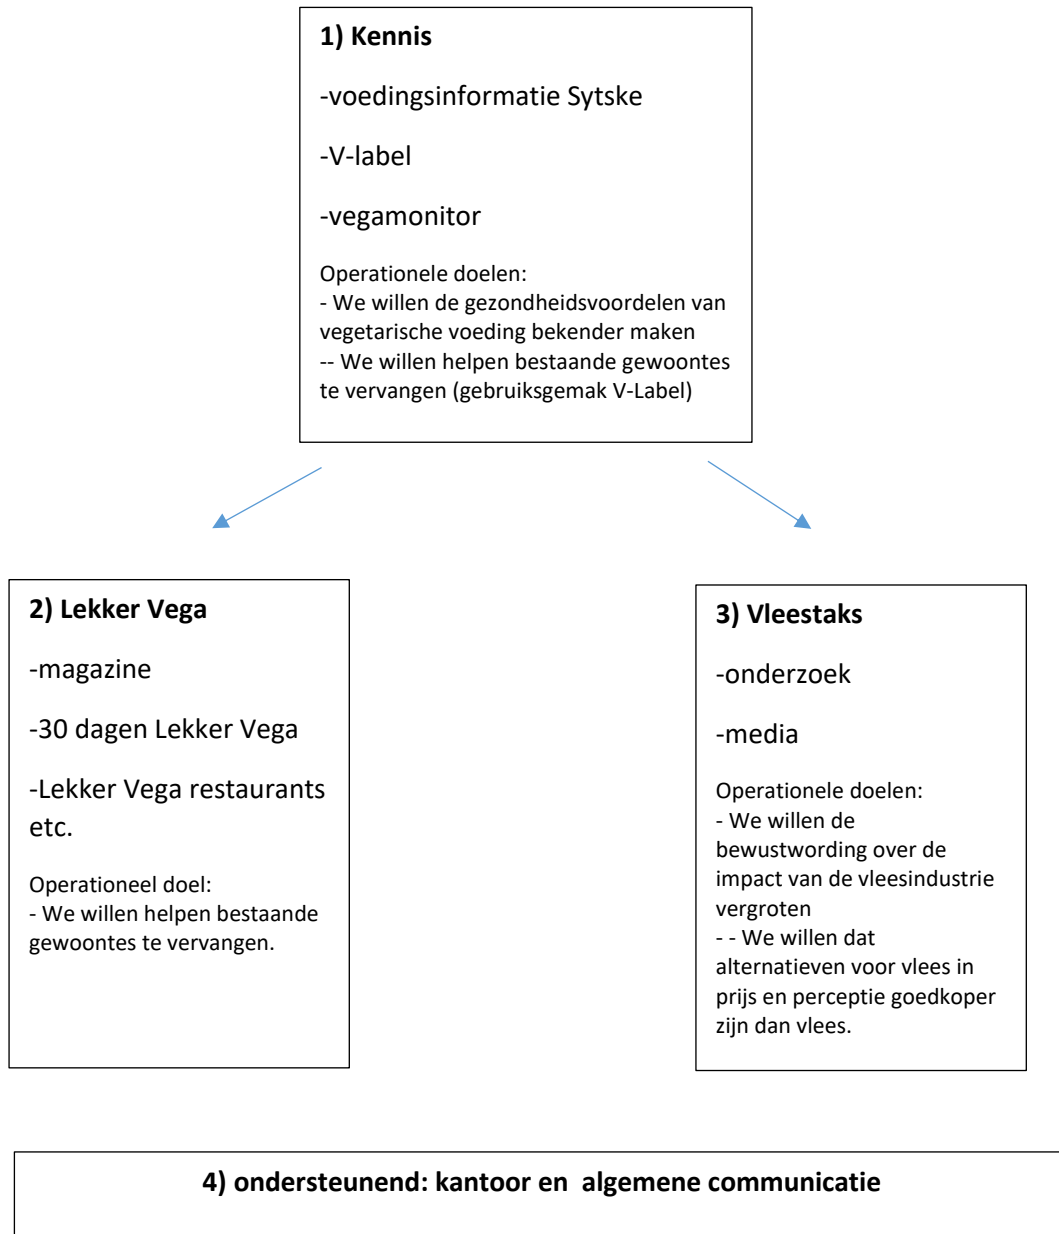 1) Kennis
-voedingsinformatie Sytske
-V-label
-vegamonitor
Operationele doelen:
- We willen de gezondheidsvoordelen van
vegetarische voeding bekender maken
-- We willen helpen bestaande gewoontes
te vervangen (gebruiksgemak V-Label)
2) Lekker Vega
-magazine
-30 dagen Lekker Vega
-Lekker Vega restaurants
etc.
Operationeel doel:
- We willen helpen bestaande
gewoontes te vervangen.
3) Vleestaks
-onderzoek
-media
Operationele doelen:
- We willen de
bewustwording over de
impact van de vleesindustrie
vergroten
- - We willen dat
alternatieven voor vlees in
prijs en perceptie goedkoper
zijn dan vlees.
4) ondersteunend: kantoor en  algemene communicatie